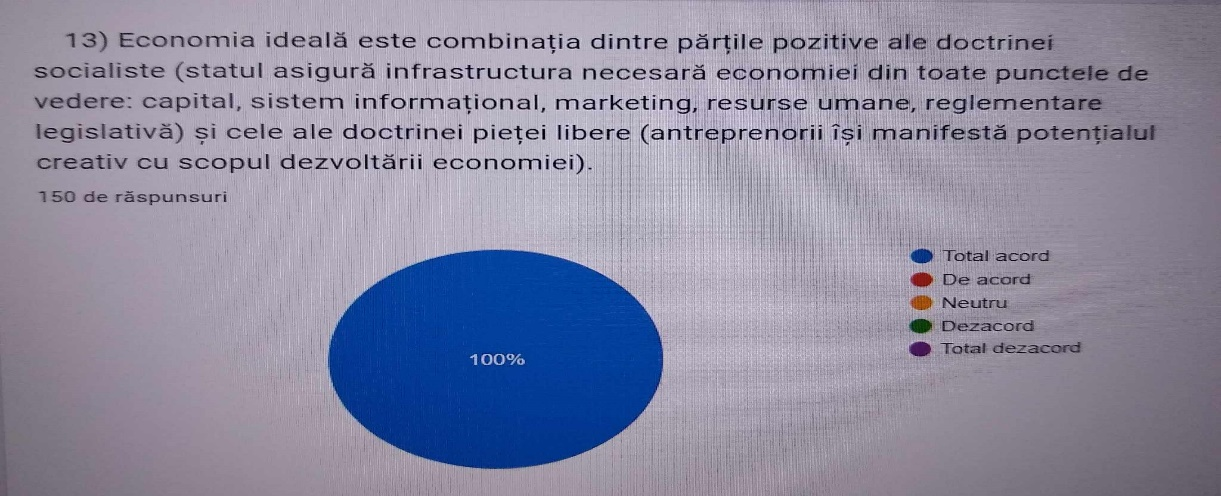 13) Economia ideală este combinația dintre părțile pozitive ale doctrinei
socialiste (statul asigură infrastructura necesară economiei din toate punctele de
vedere: capital, sistem informațional, marketing, resurse umane, reglementare
legislativă) și cele ale doctrinei pieței libere (antreprenorii își manifestă potențialul
creativ cu scopul dezvoltării economiei).
150 de răspunsuri
Total acord
De acord
Neutru
Dezacord
Total dezacord
100%